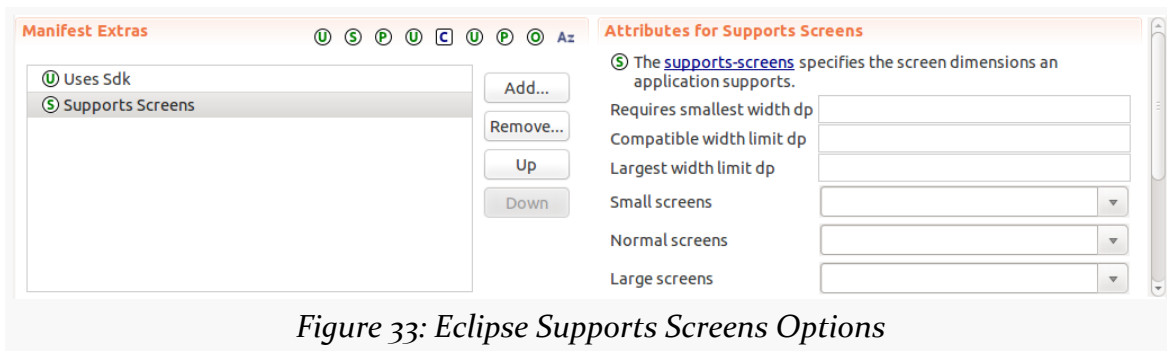 Manifest Extras
U S P U C U P O Az
U Uses Sdk
S Supports Screens
Add...
Remove...
Up
Down
Attributes for Supports Screens
S The supports-screens specifies the screen dimensions an
application supports.
Requires smallest width dp
Compatible width limit dp
Largest width limit dp
Small screens
Normal screens
Large screens
Figure 33: Eclipse Supports Screens Options